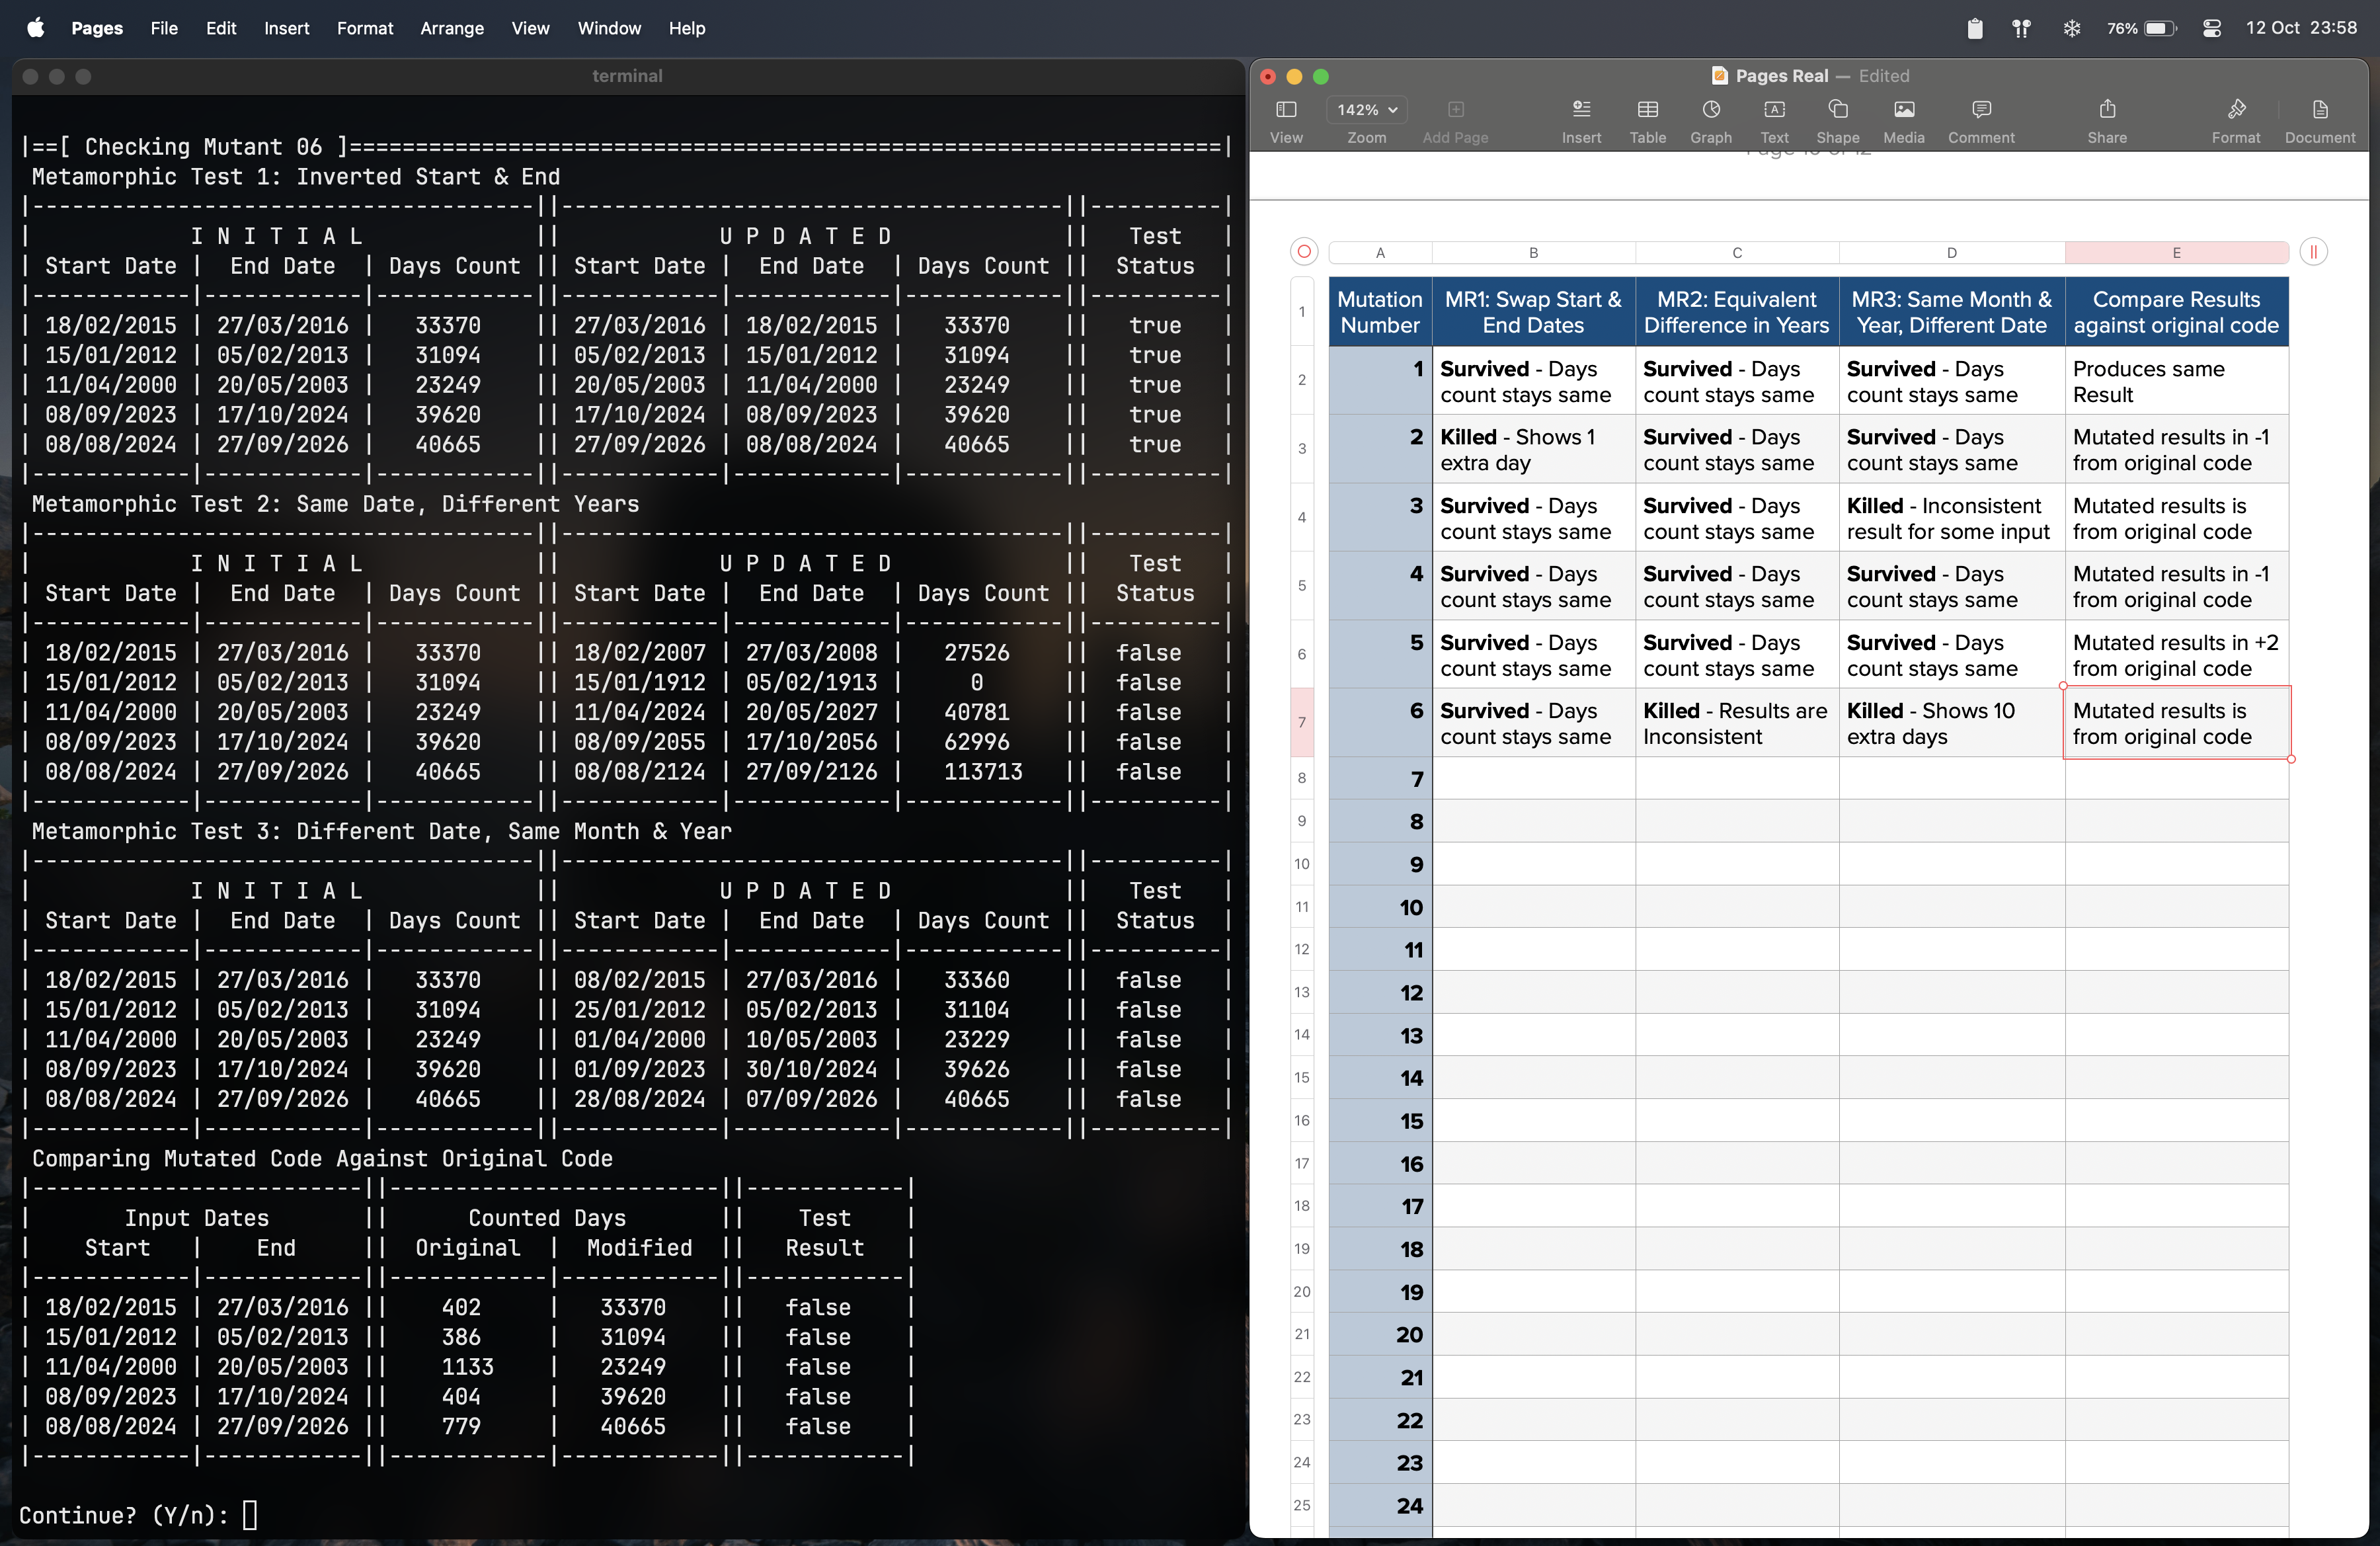 Pages File Edit Insert Format Arrange View Window Help 76% 12 Oct 23:58
terminal
|==[ Checking Mutant 06 ]==================================================================|
Metamorphic Test 1: Inverted Start & End
| I N I T I A L || U P D A T E D || Test |
| Start Date | End Date | Days Count || Start Date | End Date | Days Count || Status |
| 18/02/2015 | 27/03/2016 | 33370 || 27/03/2016 | 18/02/2015 | 33370 || true |
| 15/01/2012 | 05/02/2013 | 31094 || 05/02/2013 | 15/01/2012 | 31094 || true |
| 11/04/2000 | 20/05/2003 | 23249 || 20/05/2003 | 11/04/2000 | 23249 || true |
| 08/09/2023 | 17/10/2024 | 39620 || 17/10/2024 | 08/09/2023 | 39620 || true |
| 08/08/2024 | 27/09/2026 | 40665 || 27/09/2026 | 08/08/2024 | 40665 || true |
Metamorphic Test 2: Same Date, Different Years
| I N I T I A L || U P D A T E D || Test |
| Start Date | End Date | Days Count || Start Date | End Date | Days Count || Status |
| 18/02/2015 | 27/03/2016 | 33370 || 18/02/2007 | 27/03/2008 | 27526 || false |
| 15/01/2012 | 05/02/2013 | 31094 || 15/01/1912 | 05/02/1913 | 0 || false |
| 11/04/2000 | 20/05/2003 | 23249 || 11/04/2024 | 20/05/2027 | 40781 || false |
| 08/09/2023 | 17/10/2024 | 39620 || 08/09/2055 | 17/10/2056 | 62996 || false |
| 08/08/2024 | 27/09/2026 | 40665 || 08/08/2124 | 27/09/2126 | 113713 || false |
Metamorphic Test 3: Different Date, Same Month & Year
| I N I T I A L || U P D A T E D || Test |
| Start Date | End Date | Days Count || Start Date | End Date | Days Count || Status |
| 18/02/2015 | 27/03/2016 | 33370 || 08/02/2015 | 27/03/2016 | 33360 || false |
| 15/01/2012 | 05/02/2013 | 31094 || 25/01/2012 | 05/02/2013 | 31104 || false |
| 11/04/2000 | 20/05/2003 | 23249 || 01/04/2000 | 10/05/2003 | 23229 || false |
| 08/09/2023 | 17/10/2024 | 39620 || 01/09/2023 | 30/10/2024 | 39626 || false |
| 08/08/2024 | 27/09/2026 | 40665 || 28/08/2024 | 07/09/2026 | 40665 || false |
Comparing Mutated Code Against Original Code
| Input Dates || Counted Days || Test |
| Start | End || Original | Modified || Result |
| 18/02/2015 | 27/03/2016 || 402 | 33370 || false |
| 15/01/2012 | 05/02/2013 || 386 | 31094 || false |
| 11/04/2000 | 20/05/2003 || 1133 | 23249 || false |
| 08/09/2023 | 17/10/2024 || 404 | 39620 || false |
| 08/08/2024 | 27/09/2026 || 779 | 40665 || false |
Continue? (Y/n):
Pages Real — Edited
142%
View Zoom Add Page Insert Table Graph Text Shape Media Comment Share Format Document
A B C D E
1 Mutation Number MR1: Swap Start & End Dates MR2: Equivalent Difference in Years MR3: Same Month & Year, Different Date Compare Results against original code
2 1 Survived - Days count stays same Survived - Days count stays same Survived - Days count stays same Produces same Result
3 2 Killed - Shows 1 extra day Survived - Days count stays same Survived - Days count stays same Mutated results in -1 from original code
4 3 Survived - Days count stays same Survived - Days count stays same Killed - Inconsistent result for some input Mutated results is from original code
5 4 Survived - Days count stays same Survived - Days count stays same Survived - Days count stays same Mutated results in -1 from original code
6 5 Survived - Days count stays same Survived - Days count stays same Survived - Days count stays same Mutated results in +2 from original code
7 6 Survived - Days count stays same Killed - Results are Inconsistent Killed - Shows 10 extra days Mutated results is from original code
8 7
9 8
10 9
11 10
12 11
13 12
14 13
15 14
16 15
17 16
18 17
19 18
20 19
21 20
22 21
23 22
24 23
25 24